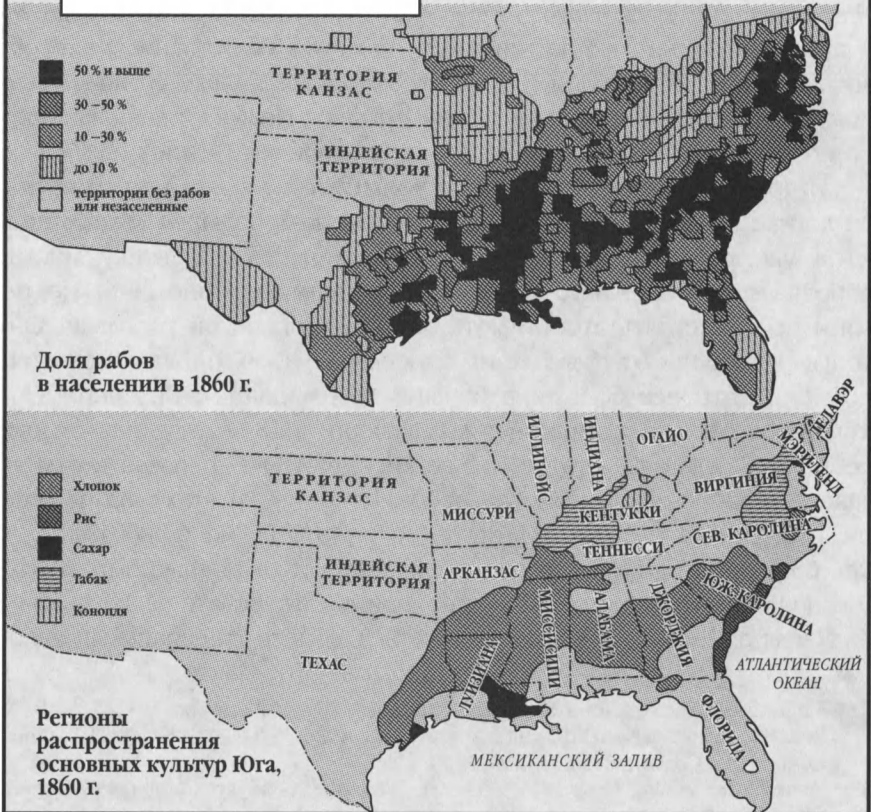 50 % и выше
30 –50 %
10 –30 %
до 10 %
территории без рабов
или незаселенные
ТЕРРИТОРИЯ
КАНЗАС
ИНДЕЙСКАЯ
ТЕРРИТОРИЯ
Доля рабов
в населении в 1860 г.
Хлопок
Рис
Сахар
Табак
Конопля
ТЕРРИТОРИЯ
КАНЗАС
ИНДЕЙСКАЯ
ТЕРРИТОРИЯ
МИССУРИ
ИЛЛИНОЙС
ИНДИАНА
ОГАЙО
КЕНТУККИ
ВИРГИНИЯ
МЭРИЛЕНД
ДЕЛАВЭР
ТЕННЕССИ
СЕВ. КАРОЛИНА
АРКАНЗАС
ЮЖ. КАРОЛИНА
МИССИСИПИ
АЛАБАМА
ДЖОРДЖИЯ
ТЕХАС
ЛУИЗИАНА
ФЛОРИДА
АТЛАНТИЧЕСКИЙ
ОКЕАН
МЕКСИКАНСКИЙ ЗАЛИВ
Регионы
распространения
основных культур Юга,
1860 г.